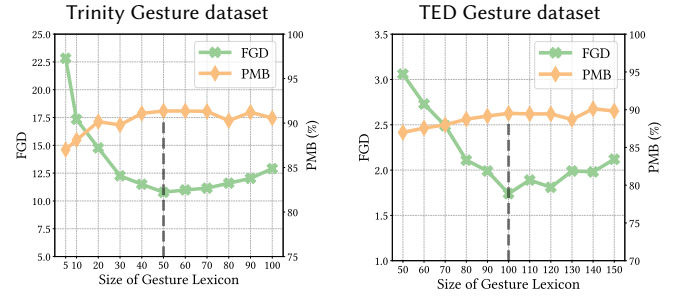 Trinity Gesture dataset
25.0
22.5
20.0
17.5
15.0
12.5
10.0
7.5
5.0
FGD
100
95
90
85
80
75
PMB (%)
FGD
PMB
5 10 20 30 40 50 60 70 80 90 100
Size of Gesture Lexicon
TED Gesture dataset
3.5
3.0
2.5
2.0
1.5
1.0
FGD
100
95
90
85
80
75
70
PMB (%)
FGD
PMB
50 60 70 80 90 100 110 120 130 140 150
Size of Gesture Lexicon